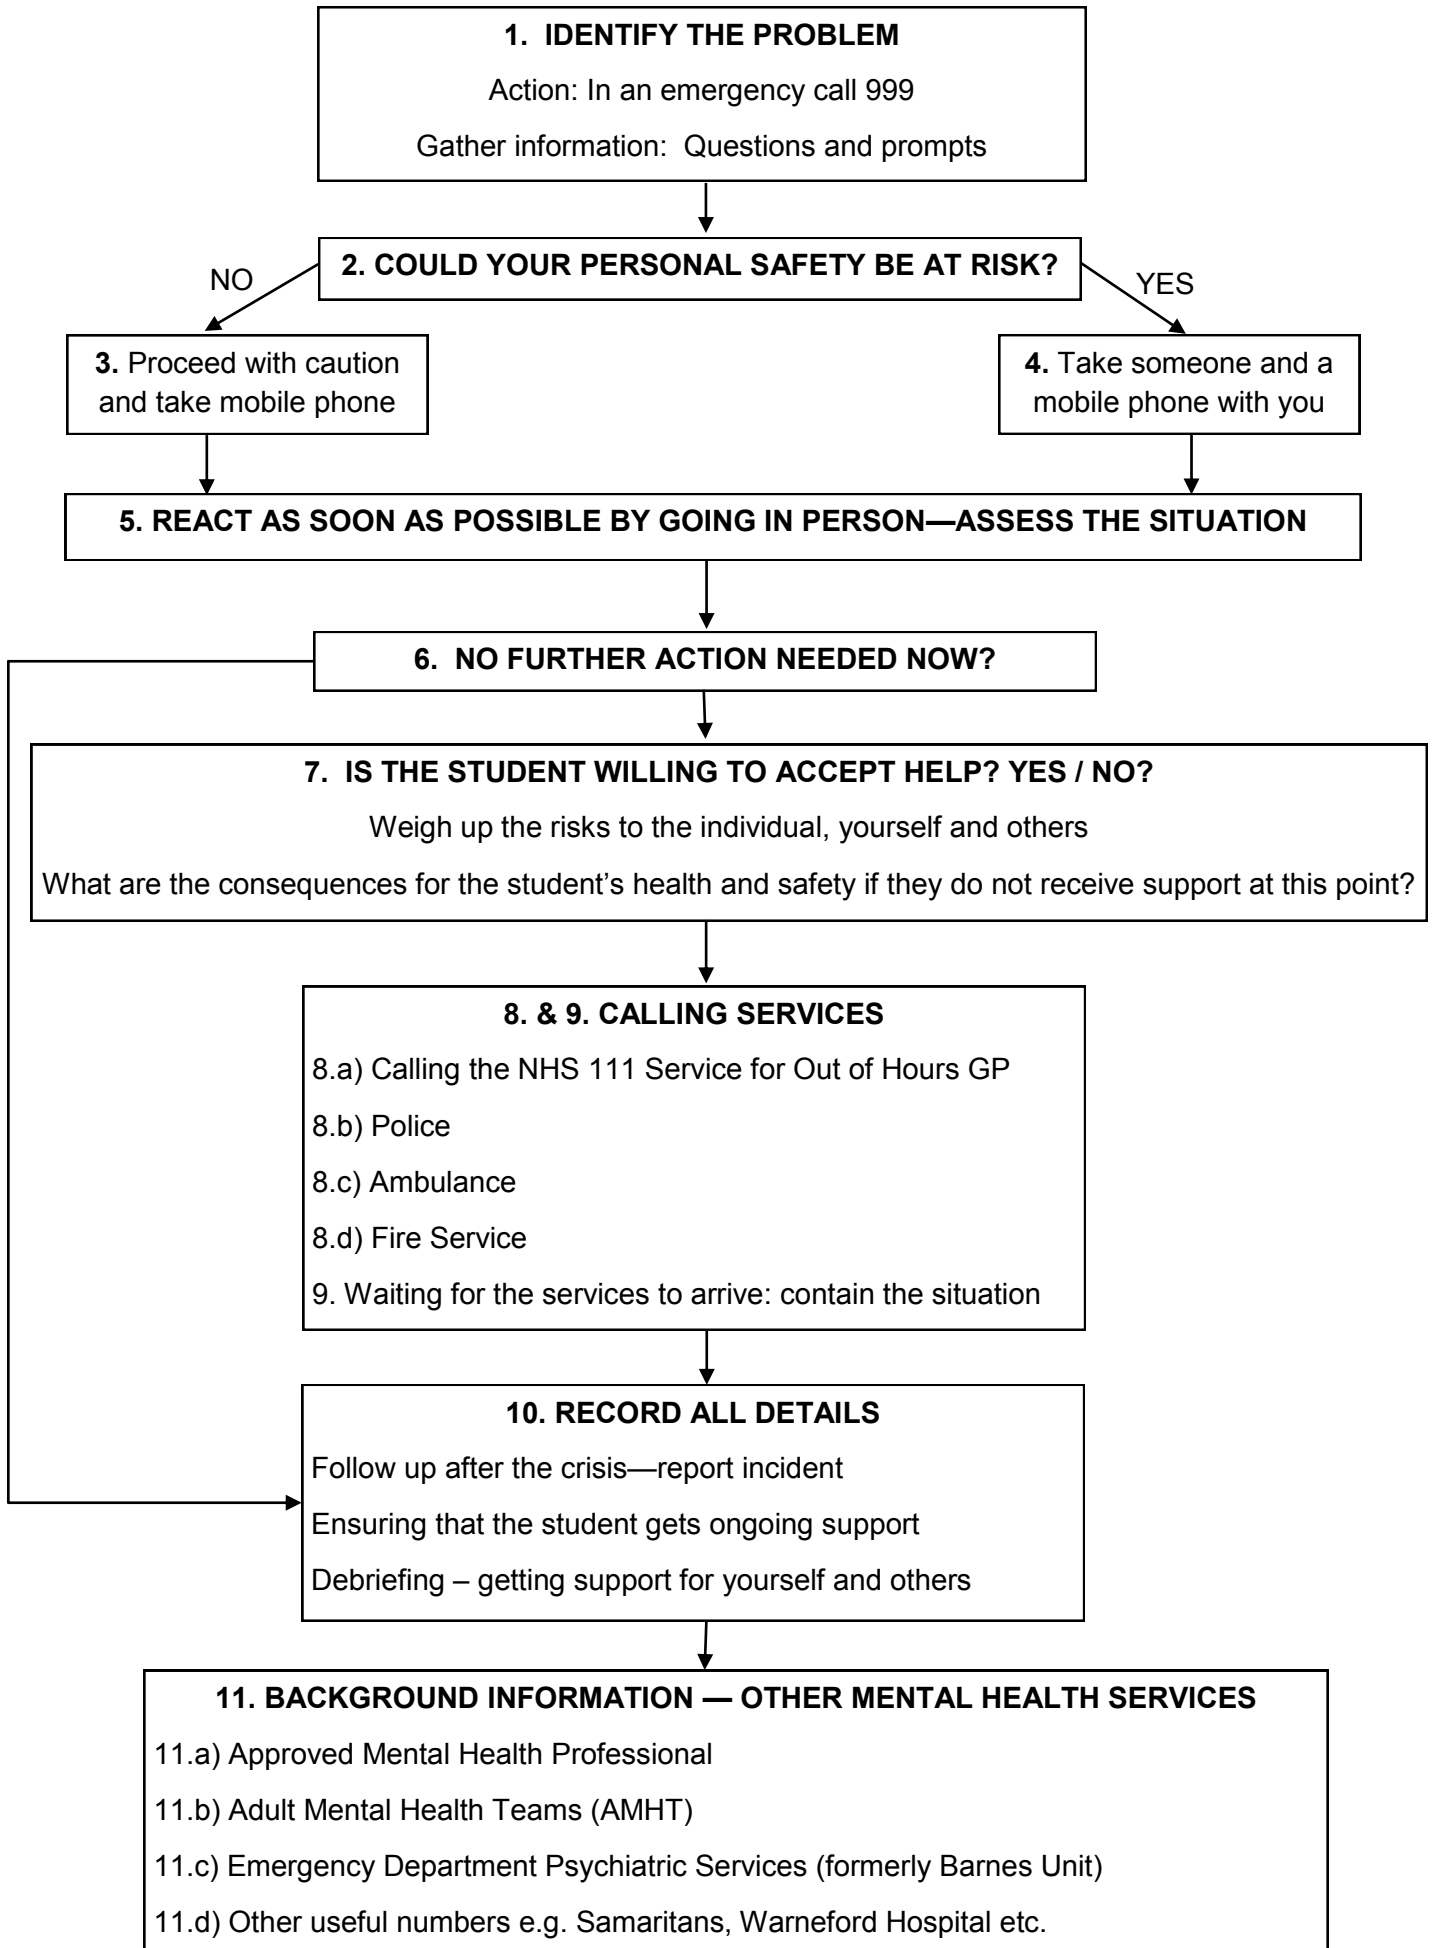 1. IDENTIFY THE PROBLEM
Action: In an emergency call 999
Gather information: Questions and prompts
2. COULD YOUR PERSONAL SAFETY BE AT RISK?
NO
YES
3. Proceed with caution
and take mobile phone
4. Take someone and a
mobile phone with you
5. REACT AS SOON AS POSSIBLE BY GOING IN PERSON—ASSESS THE SITUATION
6. NO FURTHER ACTION NEEDED NOW?
7. IS THE STUDENT WILLING TO ACCEPT HELP? YES / NO?
Weigh up the risks to the individual, yourself and others
What are the consequences for the student’s health and safety if they do not receive support at this point?
8. & 9. CALLING SERVICES
8.a) Calling the NHS 111 Service for Out of Hours GP
8.b) Police
8.c) Ambulance
8.d) Fire Service
9. Waiting for the services to arrive: contain the situation
10. RECORD ALL DETAILS
Follow up after the crisis—report incident
Ensuring that the student gets ongoing support
Debriefing – getting support for yourself and others
11. BACKGROUND INFORMATION — OTHER MENTAL HEALTH SERVICES
11.a) Approved Mental Health Professional
11.b) Adult Mental Health Teams (AMHT)
11.c) Emergency Department Psychiatric Services (formerly Barnes Unit)
11.d) Other useful numbers e.g. Samaritans, Warneford Hospital etc.